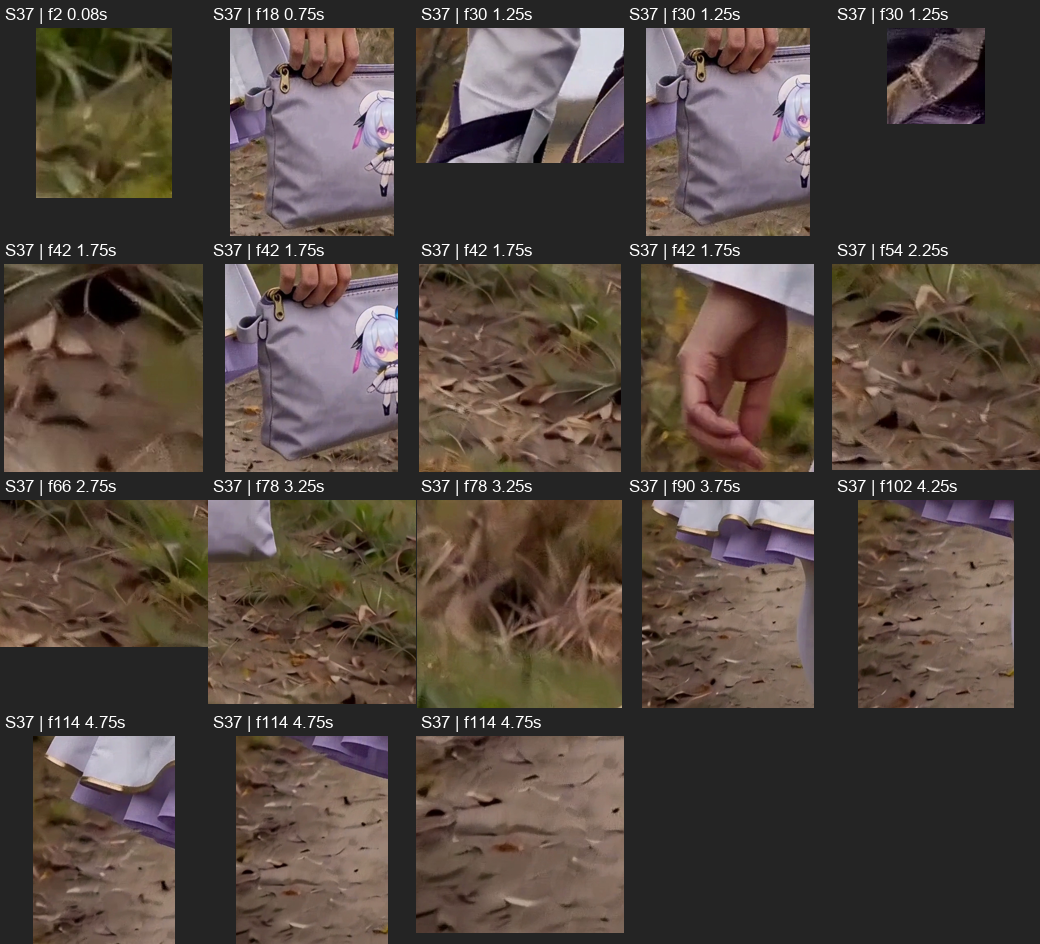 S37 | f2 0.08s
S37 | f18 0.75s
S37 | f30 1.25s
S37 | f30 1.25s
S37 | f30 1.25s
S37 | f42 1.75s
S37 | f42 1.75s
S37 | f42 1.75s
S37 | f42 1.75s
S37 | f54 2.25s
S37 | f66 2.75s
S37 | f78 3.25s
S37 | f78 3.25s
S37 | f90 3.75s
S37 | f102 4.25s
S37 | f114 4.75s
S37 | f114 4.75s
S37 | f114 4.75s